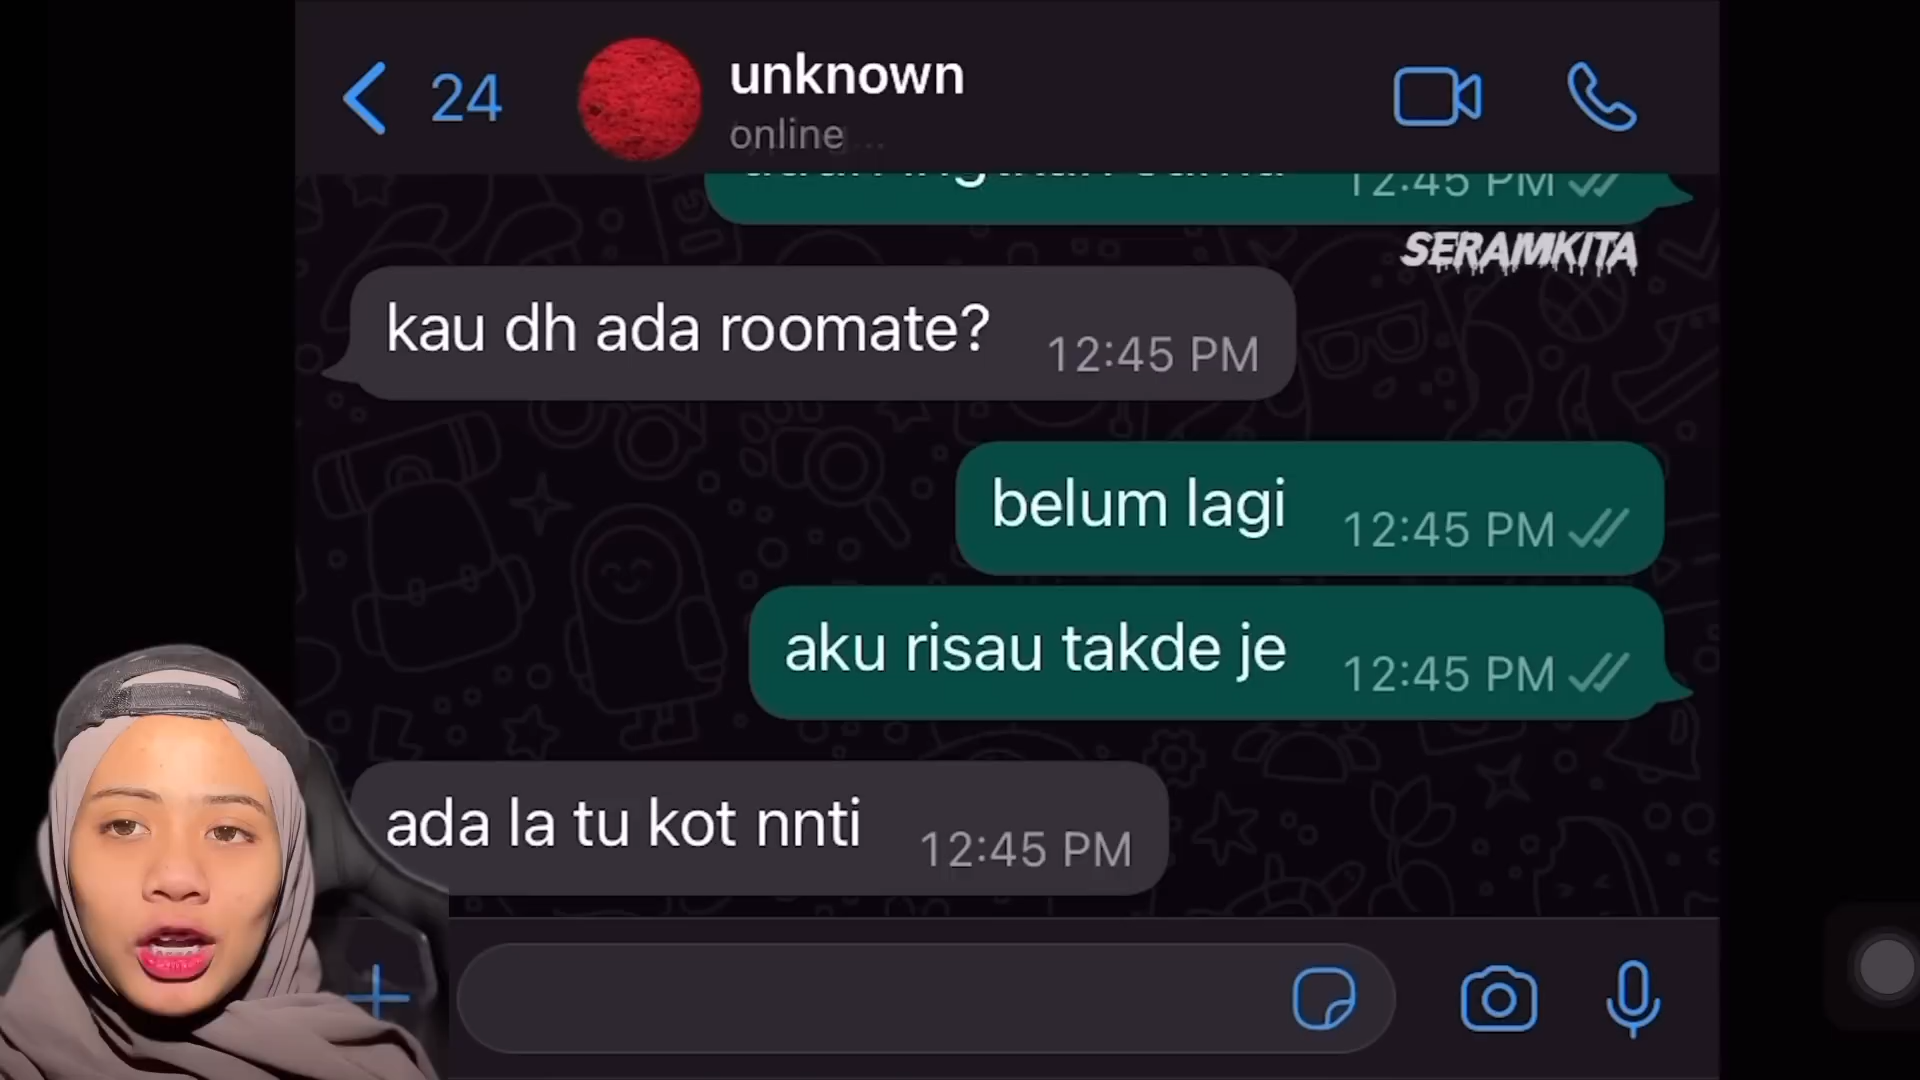 24
unknown
online
12:45 PM
SERAMKITA
kau dh ada roomate?
12:45 PM
belum lagi
12:45 PM
aku risau takde je
12:45 PM
ada la tu kot nnti
12:45 PM